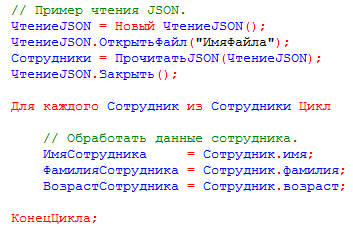 // Пример чтения JSON.
ЧтениеJSON = Новый ЧтениеJSON();
ЧтениеJSON.ОткрытьФайл("ИмяФайла");
Сотрудники = ПрочитатьJSON(ЧтениеJSON);
ЧтениеJSON.Закрыть();
Для каждого Сотрудник из Сотрудники Цикл
// Обработать данные сотрудника.
ИмяСотрудника = Сотрудник.имя;
ФамилияСотрудника = Сотрудник.фамилия;
ВозрастСотрудника = Сотрудник.возраст;
КонецЦикла;